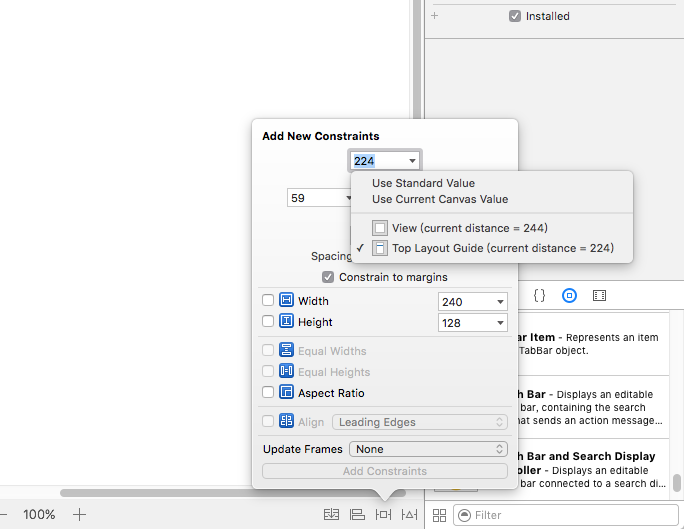 + Installed
Add New Constraints
224
Use Standard Value
Use Current Canvas Value
59
View (current distance = 244)
✓ Top Layout Guide (current distance = 224)
Spacing
Constrain to margins
Width 240
Height 128
{ }
ar Item - Represents an item
TabBar object.
Equal Widths
Equal Heights
Aspect Ratio
h Bar - Displays an editable
bar, containing the search
hat sends an action message...
Align Leading Edges
Update Frames None
Add Constraints
h Bar and Search Display
oller - Displays an editable
bar connected to a search di...
100% +
Filter